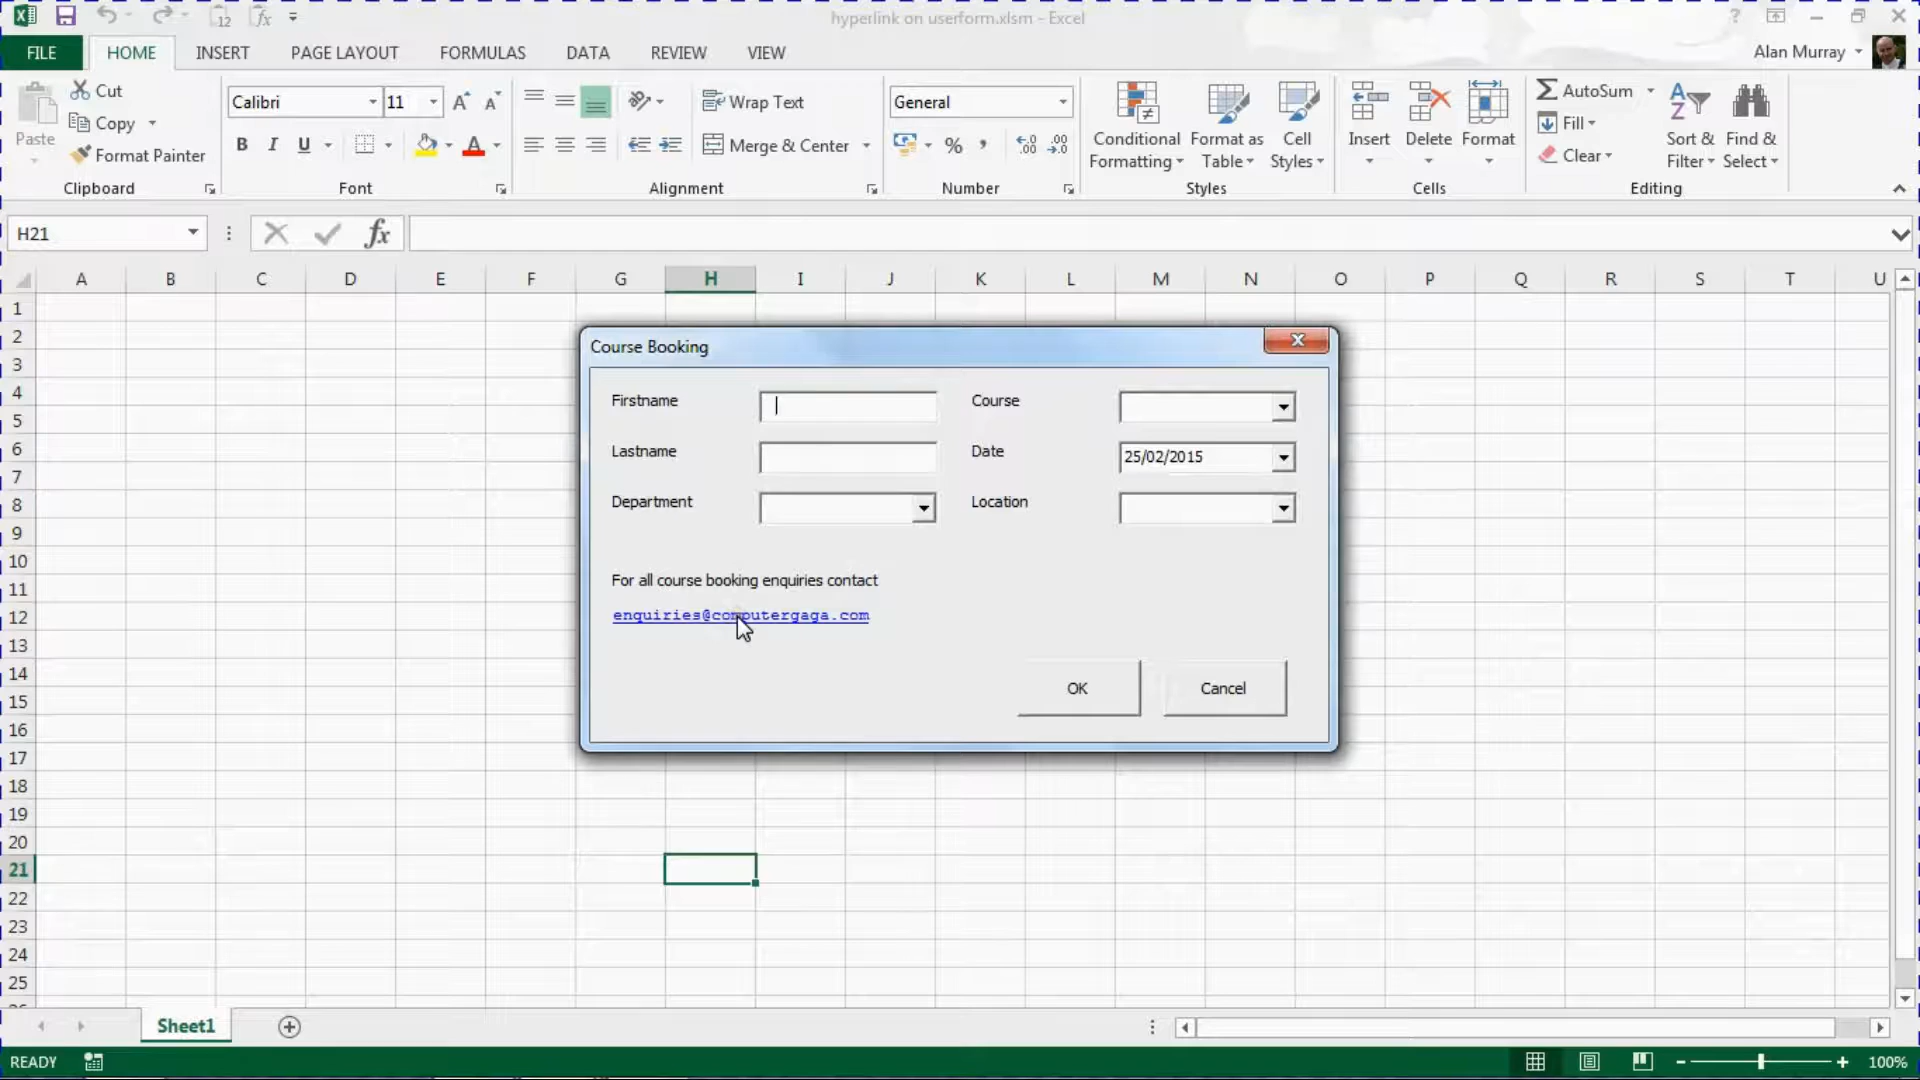 hyperlink on userform.xlsm - Excel
FILE HOME INSERT PAGE LAYOUT FORMULAS DATA REVIEW VIEW Alan Murray
Cut
Copy
Paste
Format Painter
Clipboard
Calibri 11
B I U
Font
Wrap Text
Merge & Center
Alignment
General
%
Number
Conditional Formatting
Format as Table
Cell Styles
Styles
Insert Delete Format
Cells
AutoSum
Fill
Clear
Sort & Filter
Find & Select
Editing
H21 fx
A B C D E F G H I J K L M N O P Q R S T U
1
2
3
4
5
6
7
8
9
10
11
12
13
14
15
16
17
18
19
20
21
22
23
24
25
Course Booking
Firstname Course
Lastname Date 25/02/2015
Department Location
For all course booking enquiries contact
enquiries@computergaga.com
OK Cancel
Sheet1
READY 100%